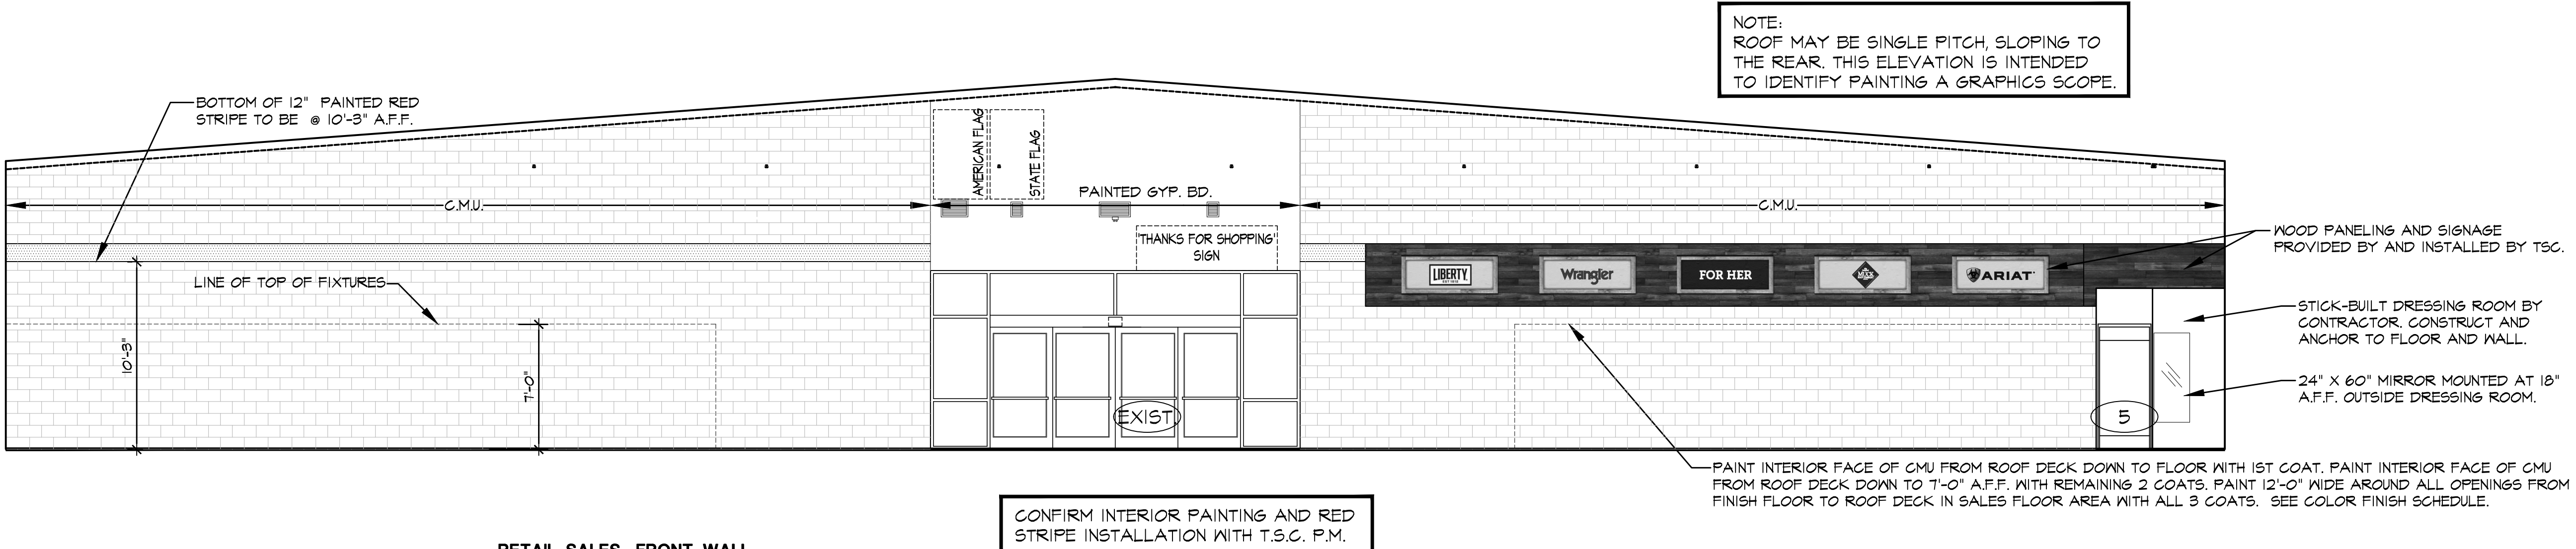 NOTE:
ROOF MAY BE SINGLE PITCH, SLOPING TO
THE REAR. THIS ELEVATION IS INTENDED
TO IDENTIFY PAINTING A GRAPHICS SCOPE.
BOTTOM OF 12" PAINTED RED
STRIPE TO BE @ 10'-3" A.F.F.
AMERICAN FLAG
STATE FLAG
PAINTED GYP. BD.
C.M.U.
C.M.U.
'THANKS FOR SHOPPING'
SIGN
WOOD PANELING AND SIGNAGE
PROVIDED BY AND INSTALLED BY TSC.
LINE OF TOP OF FIXTURES
LIBERTY
Wrangler
FOR HER
MUCK
ARIAT
STICK-BUILT DRESSING ROOM BY
CONTRACTOR. CONSTRUCT AND
ANCHOR TO FLOOR AND WALL.
10'-3"
7'-0"
24" X 60" MIRROR MOUNTED AT 18"
A.F.F. OUTSIDE DRESSING ROOM.
EXIST.
5
PAINT INTERIOR FACE OF CMU FROM ROOF DECK DOWN TO FLOOR WITH 1ST COAT. PAINT INTERIOR FACE OF CMU
FROM ROOF DECK DOWN TO 7'-0" A.F.F. WITH REMAINING 2 COATS. PAINT 12'-0" WIDE AROUND ALL OPENINGS FROM
FINISH FLOOR TO ROOF DECK IN SALES FLOOR AREA WITH ALL 3 COATS. SEE COLOR FINISH SCHEDULE.
CONFIRM INTERIOR PAINTING AND RED
STRIPE INSTALLATION WITH T.S.C. P.M.
RETAIL SALES FRONT WALL